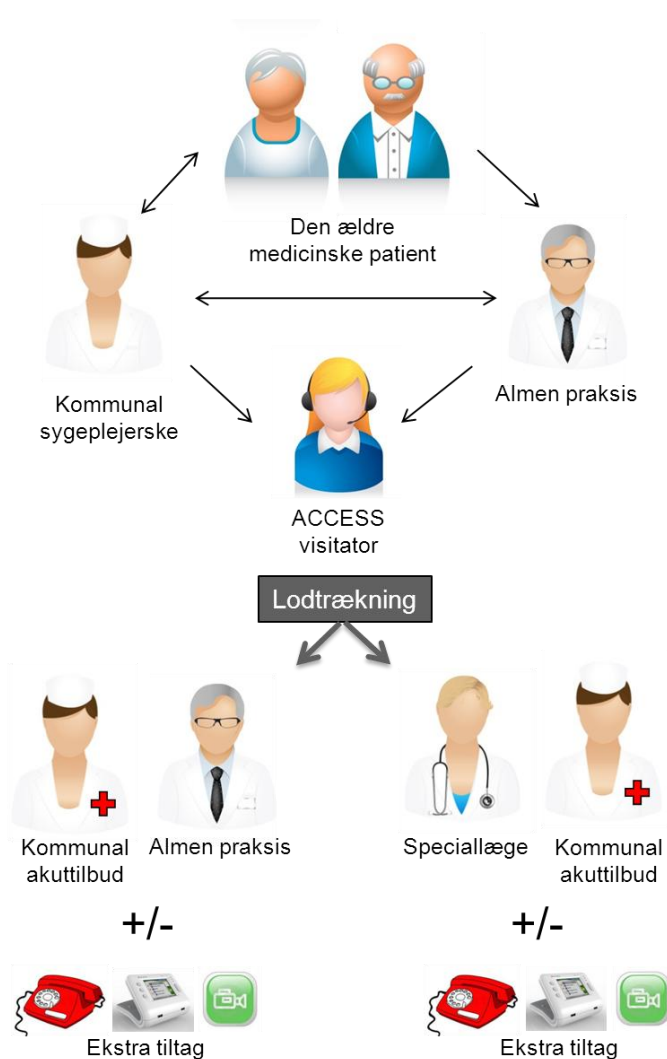 Den ældre
medicinske patient
Kommunal
sygeplejerske
Almen praksis
ACCESS
visitator
Lodtrækning
Kommunal
akuttilbud
Almen praksis
Speciallæge
Kommunal
akuttilbud
+/-
+/-
Ekstra tiltag
Ekstra tiltag